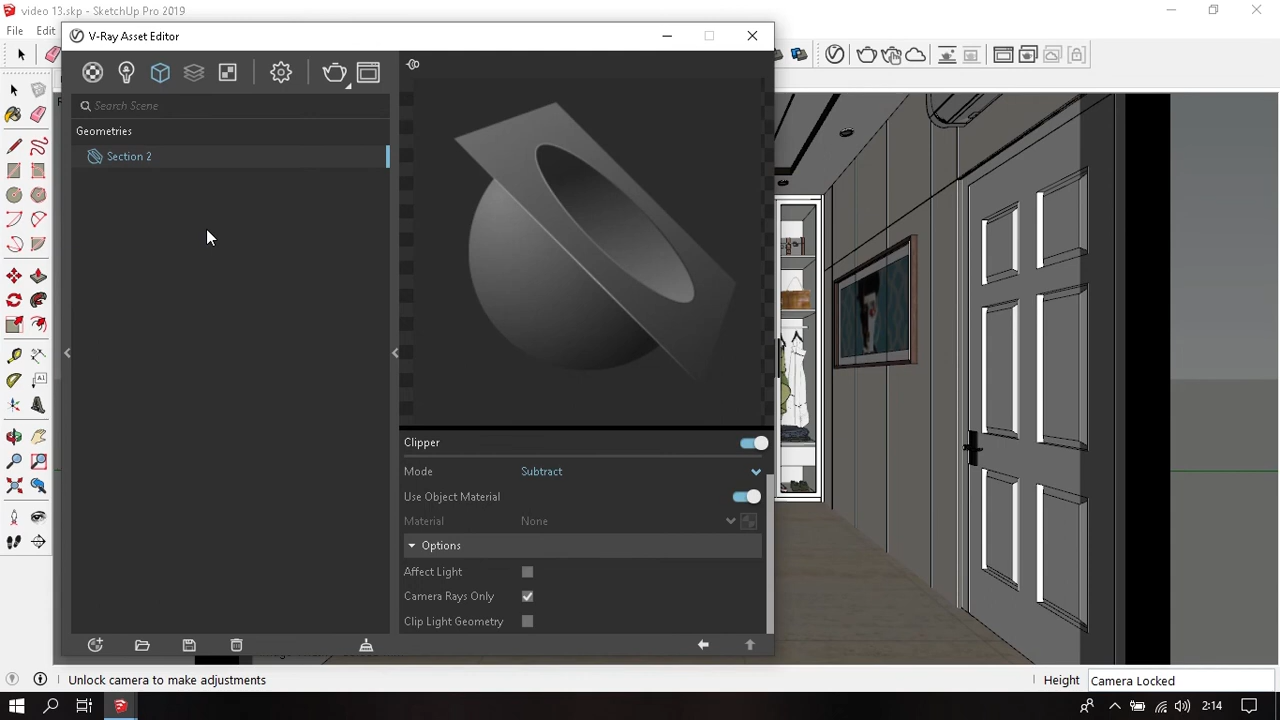 video 13.skp - SketchUp Pro 2019
File
Edit
V-Ray Asset Editor
Search Scene
Geometries
Section 2
Clipper
Mode
Subtract
Use Object Material
Material
None
Options
Affect Light
Camera Rays Only
Clip Light Geometry
Unlock camera to make adjustments
Height
Camera Locked
2:14